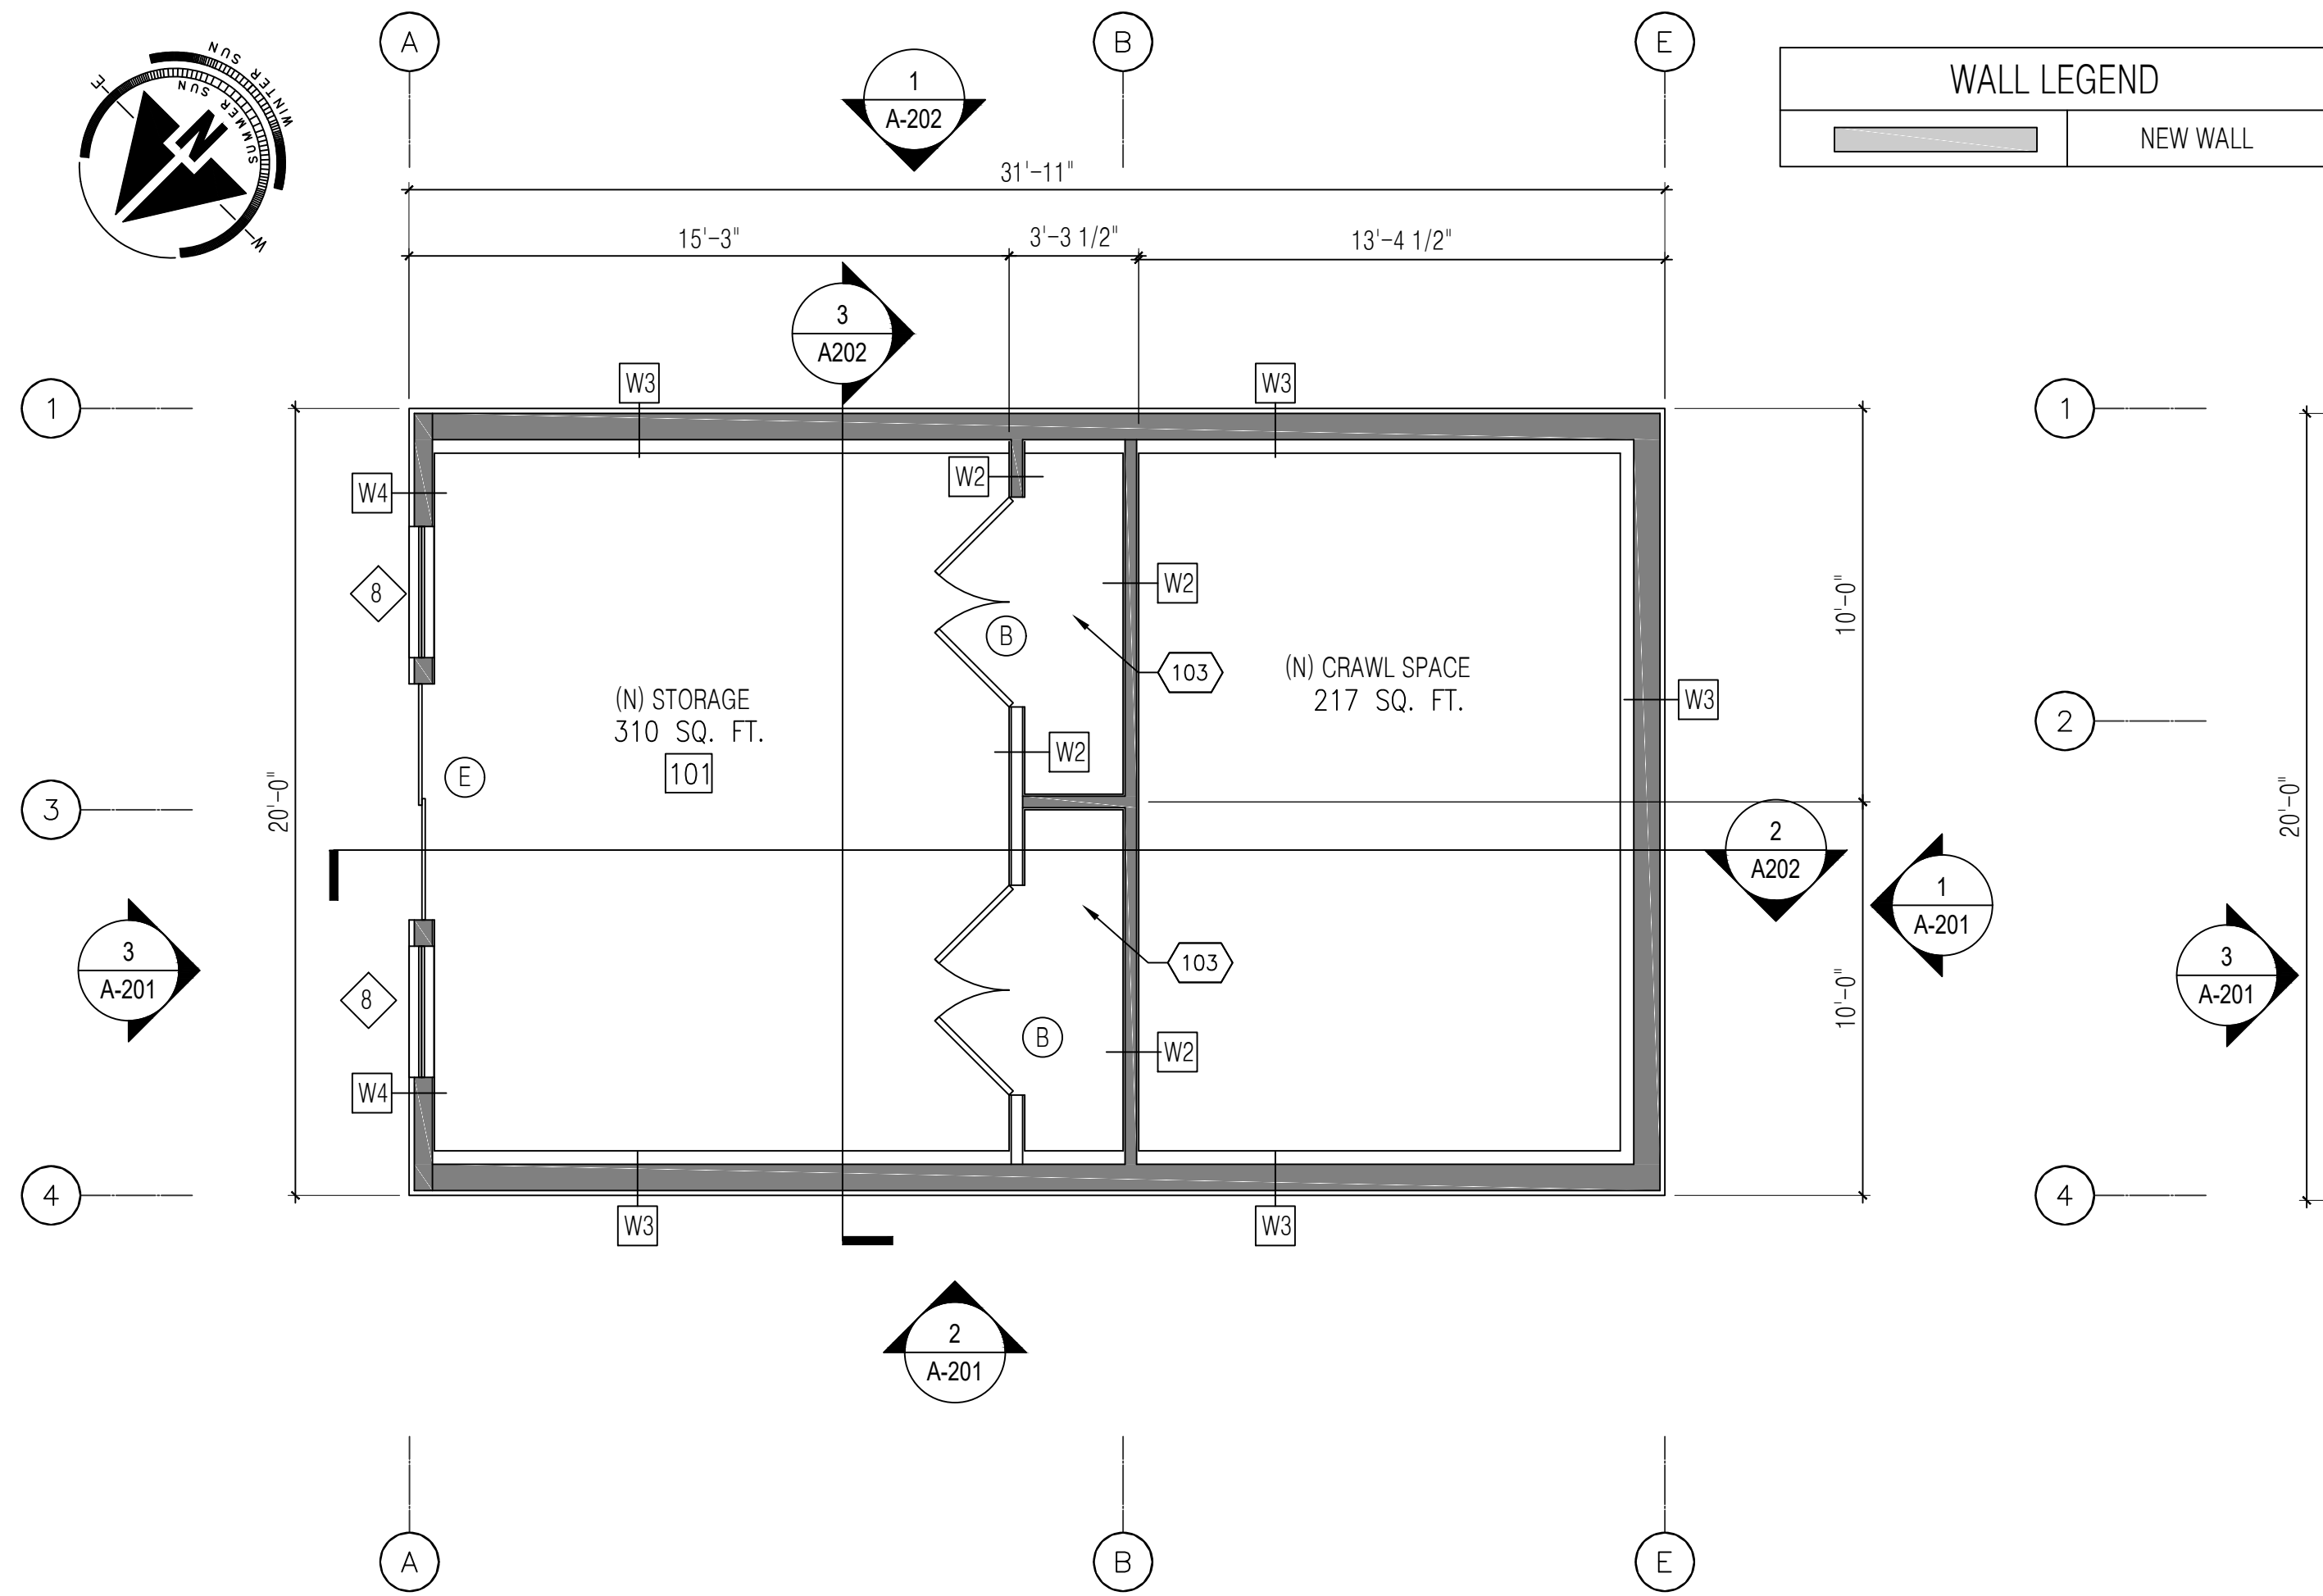 A
B
E
WINTER SUN
SUMMER SUN
E
N
W
1
A-202
WALL LEGEND
NEW WALL
31'-11"
15'-3"
3'-3 1/2"
13'-4 1/2"
3
A202
W3
W3
1
1
W4
W2
8
W2
10'-0"
B
103
(N) CRAWL SPACE
217 SQ. FT.
(N) STORAGE
310 SQ. FT.
101
W3
2
W2
E
3
20'-0"
20'-0"
2
A202
1
A-201
3
A-201
103
3
A-201
8
10'-0"
B
W2
W4
4
4
W3
W3
2
A-201
A
B
E